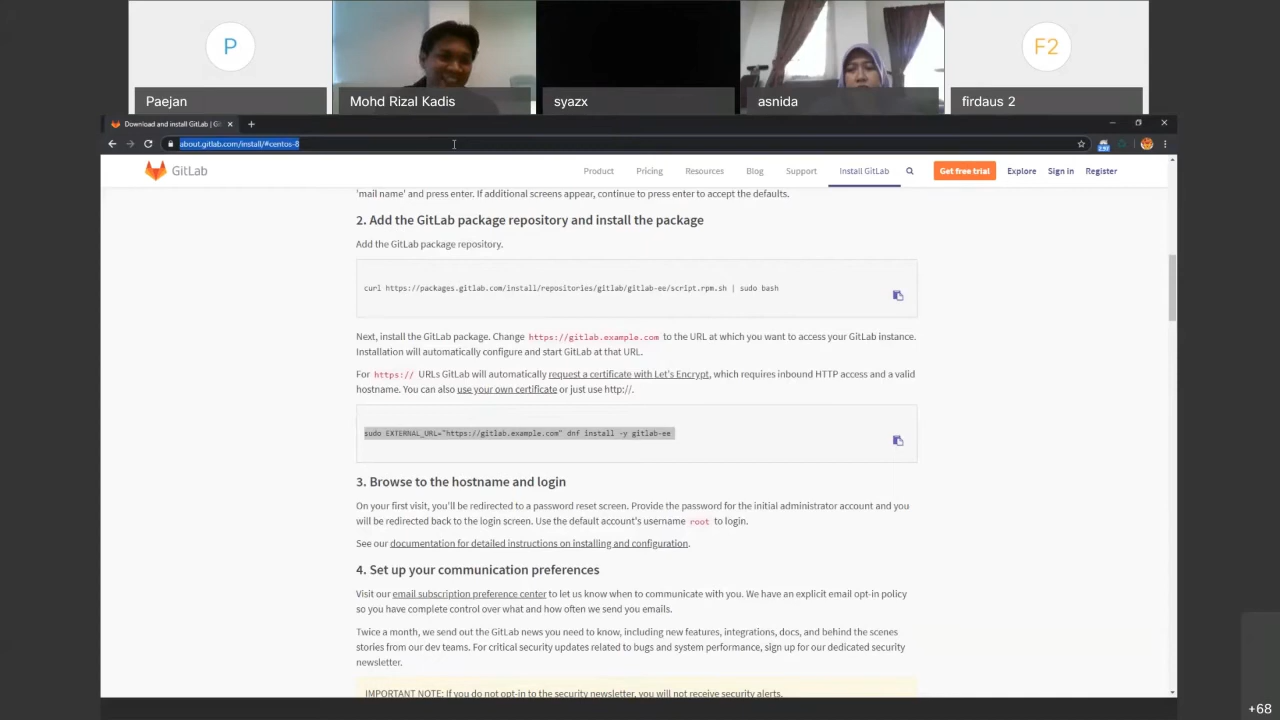 P
F2
Paejan
Mohd Rizal Kadis
syazx
asnida
firdaus 2
Download and install GitLab | Gi
about.gitlab.com/install/#centos-8
GitLab
Product
Pricing
Resources
Blog
Support
Install GitLab
Get free trial
Explore
Sign in
Register
'mail name' and press enter. If additional screens appear, continue to press enter to accept the defaults.
2. Add the GitLab package repository and install the package
Add the GitLab package repository.
curl https://packages.gitlab.com/install/repositories/gitlab/gitlab-ee/script.rpm.sh | sudo bash
Next, install the GitLab package. Change https://gitlab.example.com to the URL at which you want to access your GitLab instance.
Installation will automatically configure and start GitLab at that URL.
For https:// URLs GitLab will automatically request a certificate with Let's Encrypt, which requires inbound HTTP access and a valid
hostname. You can also use your own certificate or just use http://.
sudo EXTERNAL_URL="https://gitlab.example.com" dnf install -y gitlab-ee
3. Browse to the hostname and login
On your first visit, you'll be redirected to a password reset screen. Provide the password for the initial administrator account and you
will be redirected back to the login screen. Use the default account's username root to login.
See our documentation for detailed instructions on installing and configuration.
4. Set up your communication preferences
Visit our email subscription preference center to let us know when to communicate with you. We have an explicit email opt-in policy
so you have complete control over what and how often we send you emails.
Twice a month, we send out the GitLab news you need to know, including new features, integrations, docs, and behind the scenes
stories from our dev teams. For critical security updates related to bugs and system performance, sign up for our dedicated security
newsletter.
IMPORTANT NOTE: If you do not opt-in to the security newsletter, you will not receive security alerts.
+68